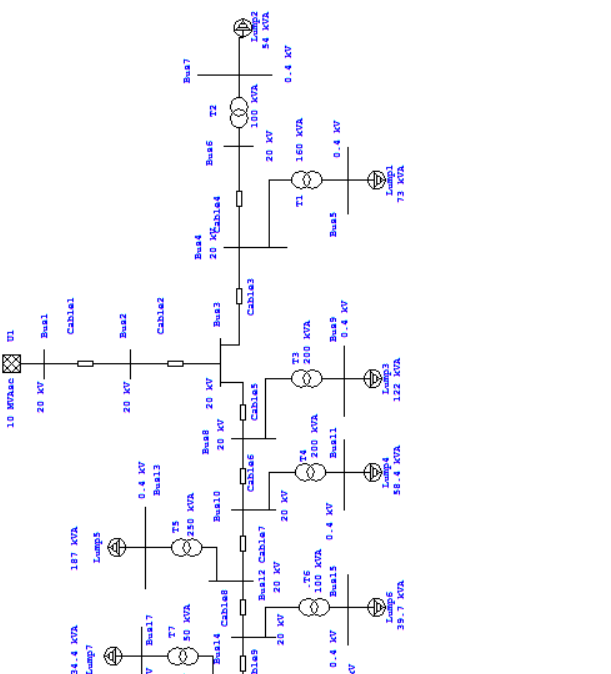 Lump2
54 kVA
Bus7
0.4 kV
T2
100 kVA
Bus6
20 kV
160 kVA
0.4 kV
T1
Lump1
73 kVA
Bus5
Cable4
Bus4
20 kV
Cable3
Bus3
20 kV
U1
10 MVAsc
Bus1
20 kV
Cable1
Bus2
20 kV
Cable2
Cable5
Bus8
20 kV
T3
200 kVA
Bus9
0.4 kV
Lump3
122 kVA
Cable6
Bus10
20 kV
T4
200 kVA
Bus11
0.4 kV
Lump4
58.4 kVA
Cable7
Bus12
20 kV
0.4 kV
Bus13
T5
250 kVA
Lump5
187 kVA
Cable8
Bus14
20 kV
.T6
100 kVA
Bus15
0.4 kV
Lump6
39.7 kVA
Bus17
T7
50 kVA
Lump7
34.4 kVA
ble9
V
kV